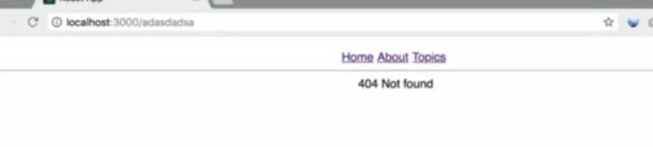 localhost:3000/adasdadsa
Home About Topics
404 Not found